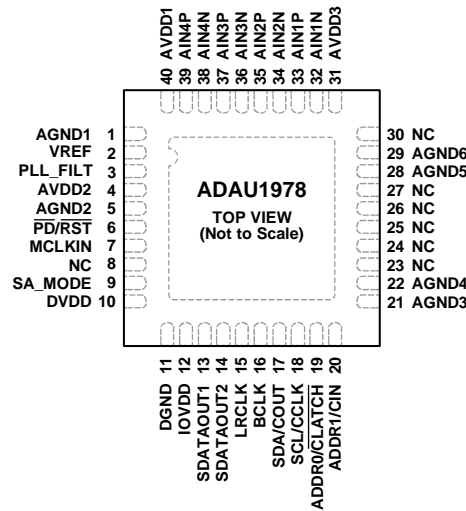 40 AVDD1
39 AIN4P
38 AIN4N
37 AIN3P
36 AIN3N
35 AIN2P
34 AIN2N
33 AIN1P
32 AIN1N
31 AVDD3
AGND1 1
VREF 2
PLL_FILT 3
AVDD2 4
AGND2 5
PD/RST 6
MCLKIN 7
NC 8
SA_MODE 9
DVDD 10
ADAU1978
TOP VIEW
(Not to Scale)
30 NC
29 AGND6
28 AGND5
27 NC
26 NC
25 NC
24 NC
23 NC
22 AGND4
21 AGND3
DGND 11
IOVDD 12
SDATAOUT1 13
SDATAOUT2 14
LRCLK 15
BCLK 16
SDA/COUT 17
SCL/CCLK 18
ADDR0/CLATCH 19
ADDR1/CIN 20